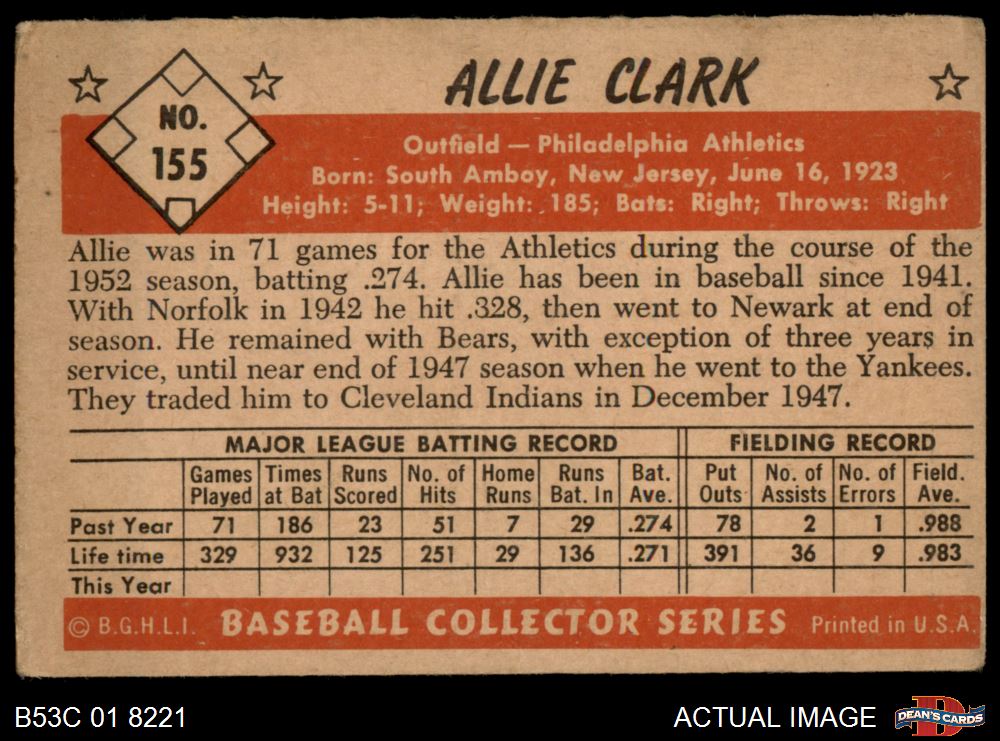 ALLIE CLARK
NO.
155
Outfield — Philadelphia Athletics
Born: South Amboy, New Jersey, June 16, 1923
Height: 5-11; Weight: 185; Bats: Right; Throws: Right
Allie was in 71 games for the Athletics during the course of the
1952 season, batting .274. Allie has been in baseball since 1941.
With Norfolk in 1942 he hit .328, then went to Newark at end of
season. He remained with Bears, with exception of three years in
service, until near end of 1947 season when he went to the Yankees.
They traded him to Cleveland Indians in December 1947.
MAJOR LEAGUE BATTING RECORD FIELDING RECORD
Games Times Runs No. of Home Runs Bat. Put No. of No. of Field.
Played at Bat Scored Hits Runs Bat. In Ave. Outs Assists Errors Ave.
Past Year 71 186 23 51 7 29 .274 78 2 1 .988
Life time 329 932 125 251 29 136 .271 391 36 9 .983
This Year
© B.G.H.L.I. BASEBALL COLLECTOR SERIES Printed in U.S.A.
B53C 01 8221 ACTUAL IMAGE DEAN'S CARDS